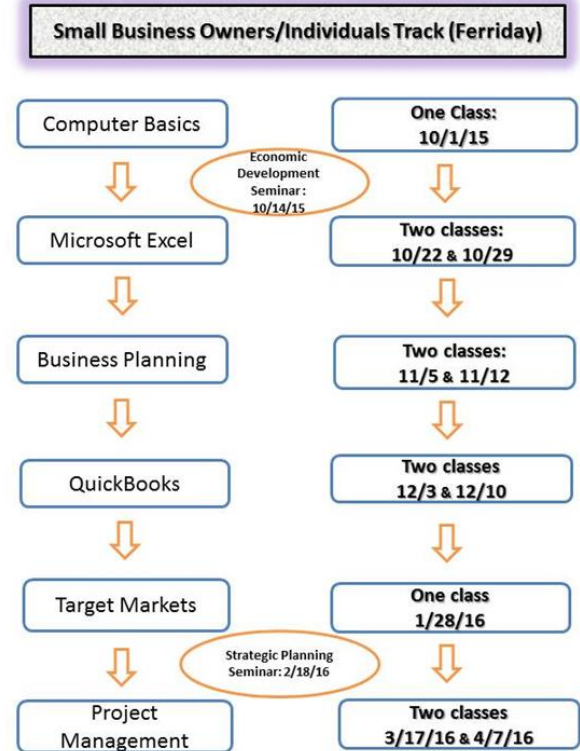 Small Business Owners/Individuals Track (Ferriday)
Computer Basics
One Class:
10/1/15
Economic
Development
Seminar:
10/14/15
Microsoft Excel
Two classes:
10/22 & 10/29
Business Planning
Two classes:
11/5 & 11/12
QuickBooks
Two classes
12/3 & 12/10
Target Markets
One class
1/28/16
Strategic Planning
Seminar: 2/18/16
Project
Management
Two classes
3/17/16 & 4/7/16